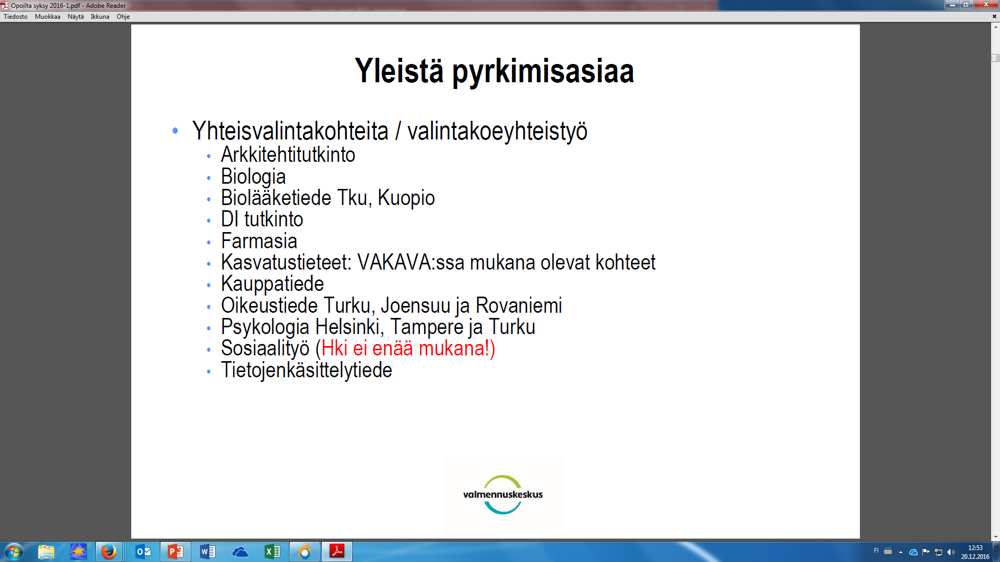 Opoilta syksy 2016-1.pdf - Adobe Reader
Tiedosto Muokkaa Näytä Ikkuna Ohje
Yleistä pyrkimisasiaa
• Yhteisvalintakohteita / valintakoeyhteistyö
• Arkkitehtitutkinto
• Biologia
• Biolääketiede Tku, Kuopio
• DI tutkinto
• Farmasia
• Kasvatustieteet: VAKAVA:ssa mukana olevat kohteet
• Kauppatiede
• Oikeustiede Turku, Joensuu ja Rovaniemi
• Psykologia Helsinki, Tampere ja Turku
• Sosiaalityö (Hki ei enää mukana!)
• Tietojenkäsittelytiede
valmennuskeskus
FI
12:53
20.12.2016